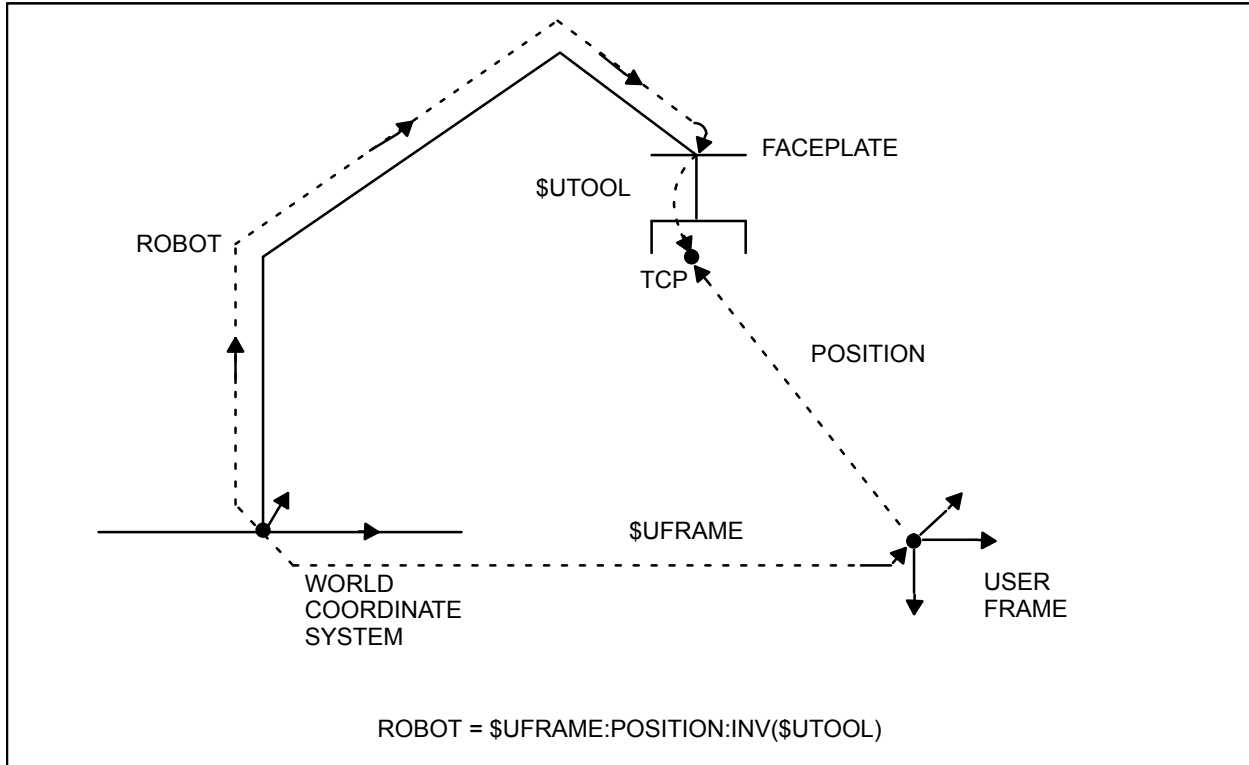 FACEPLATE
$UTOOL
ROBOT
TCP
POSITION
$UFRAME
WORLD
COORDINATE
SYSTEM
USER
FRAME
ROBOT = $UFRAME:POSITION:INV($UTOOL)